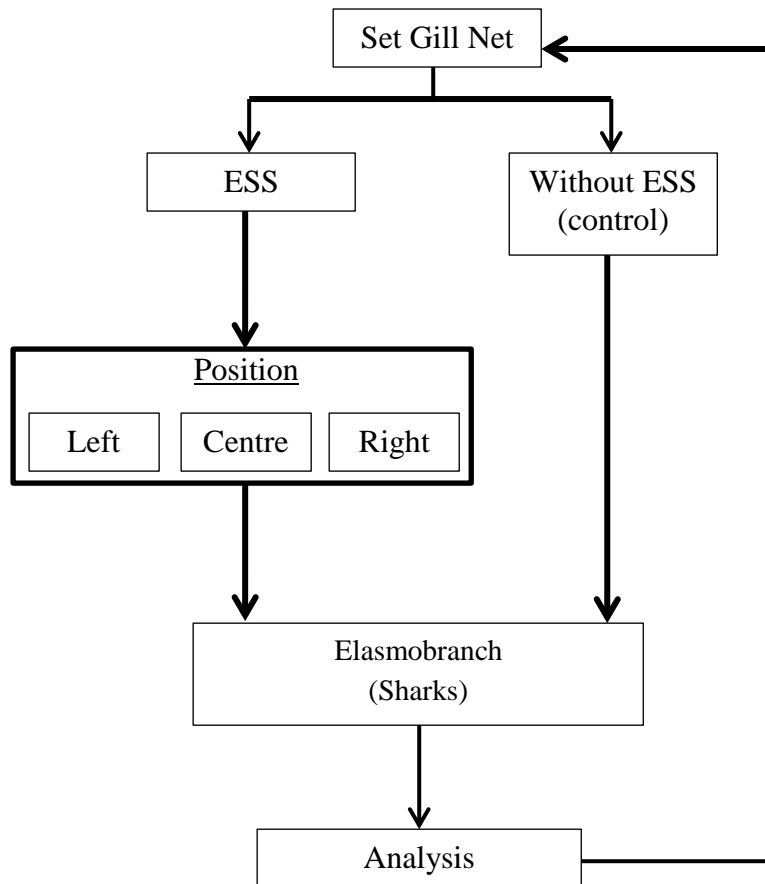 Set Gill Net
ESS
Without ESS
(control)
Position
Left
Centre
Right
Elasmobranch
(Sharks)
Analysis